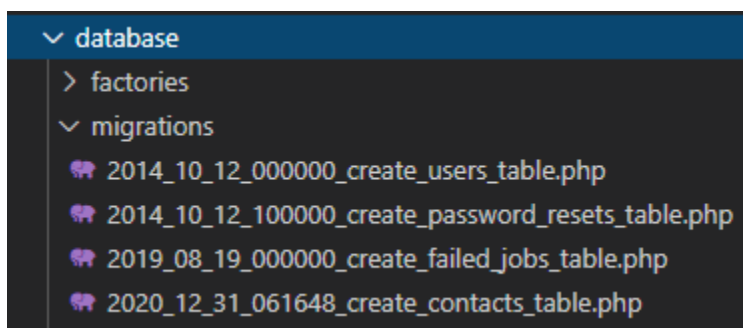 database
factories
migrations
2014_10_12_000000_create_users_table.php
2014_10_12_100000_create_password_resets_table.php
2019_08_19_000000_create_failed_jobs_table.php
2020_12_31_061648_create_contacts_table.php